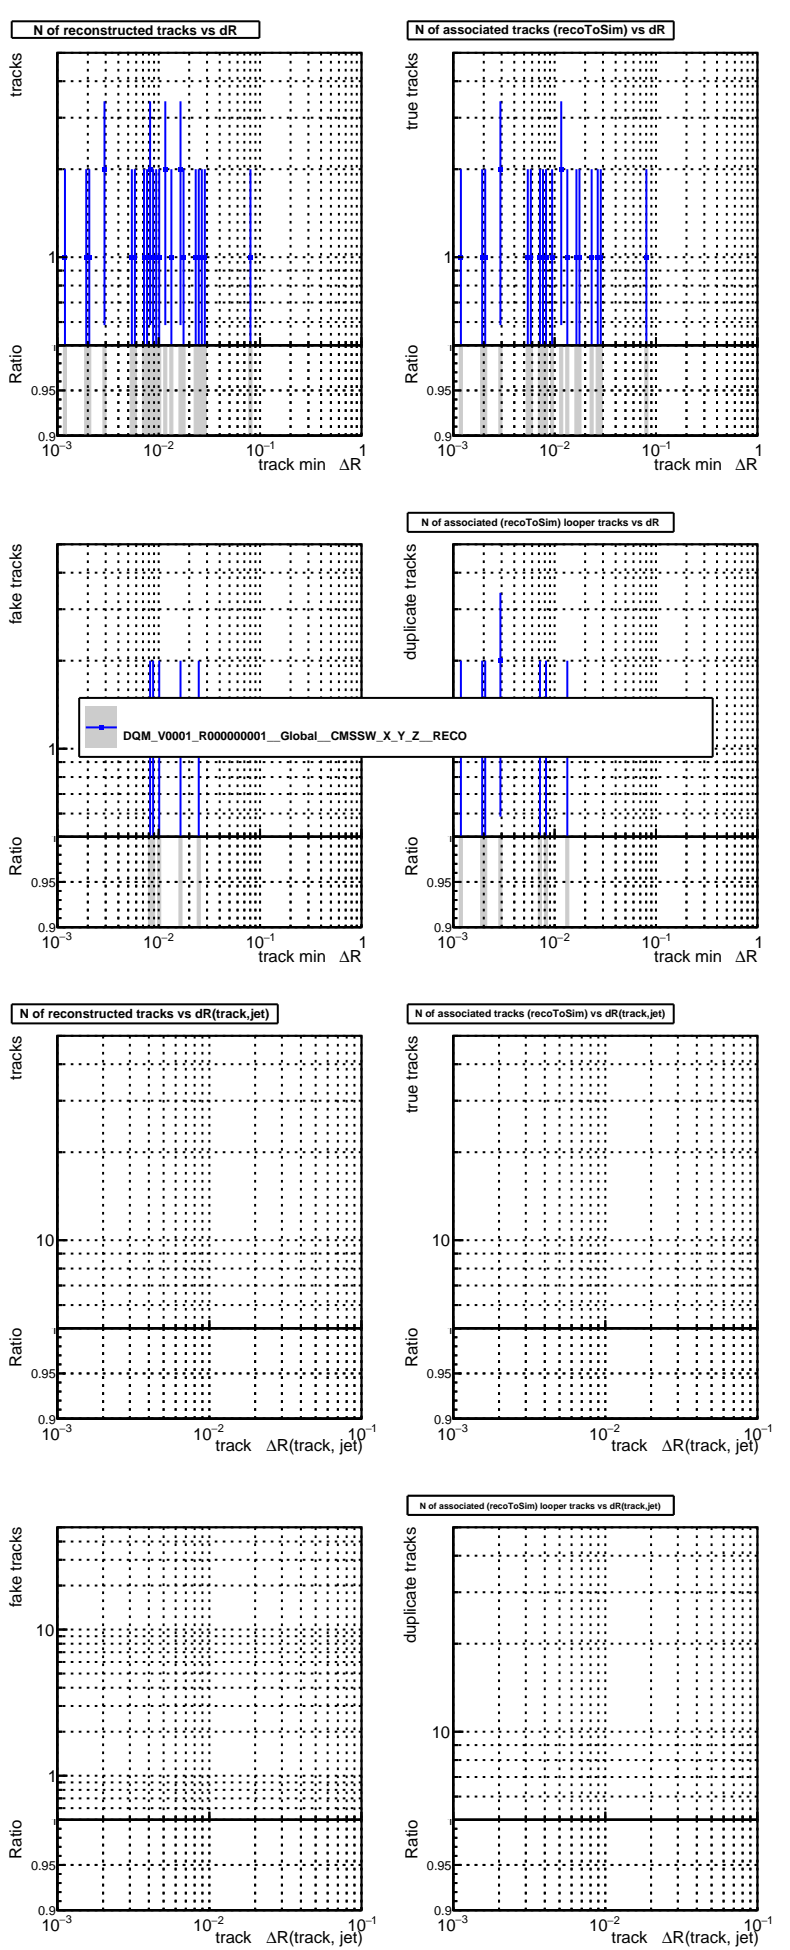 N of reconstructed tracks vs dR
tracks
1
Ratio
0.95
0.9
10−3 10−2 10−1 1
track min ΔR
N of associated tracks (recoToSim) vs dR
true tracks
1
Ratio
0.95
0.9
10−3 10−2 10−1 1
track min ΔR
fake tracks
1
Ratio
0.95
0.9
10−3 10−2 10−1 1
track min ΔR
N of associated (recoToSim) looper tracks vs dR
duplicate tracks
1
Ratio
0.95
0.9
10−3 10−2 10−1 1
track min ΔR
DQM_V0001_R000000001__Global__CMSSW_X_Y_Z__RECO
N of reconstructed tracks vs dR(track,jet)
tracks
10
Ratio
0.95
0.9
10−3 10−2 10−1
track ΔR(track, jet)
N of associated tracks (recoToSim) vs dR(track,jet)
true tracks
10
Ratio
0.95
0.9
10−3 10−2 10−1
track ΔR(track, jet)
fake tracks
10
1
Ratio
0.95
0.9
10−3 10−2 10−1
track ΔR(track, jet)
N of associated (recoToSim) looper tracks vs dR(track,jet)
duplicate tracks
10
Ratio
0.95
0.9
10−3 10−2 10−1
track ΔR(track, jet)